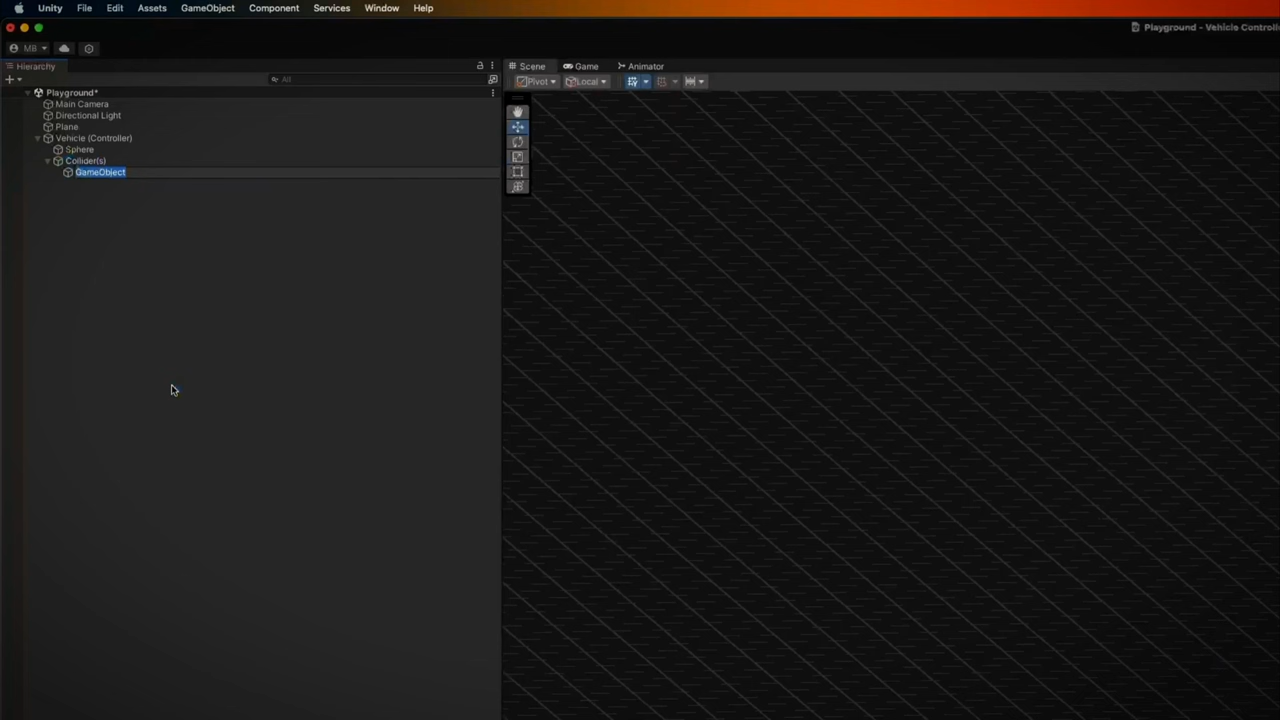 Unity File Edit Assets GameObject Component Services Window Help
Playground - Vehicle Controll
MB
Hierarchy
Scene Game Animator
All
Pivot Local
Playground*
Main Camera
Directional Light
Plane
Vehicle (Controller)
Sphere
Collider(s)
GameObject